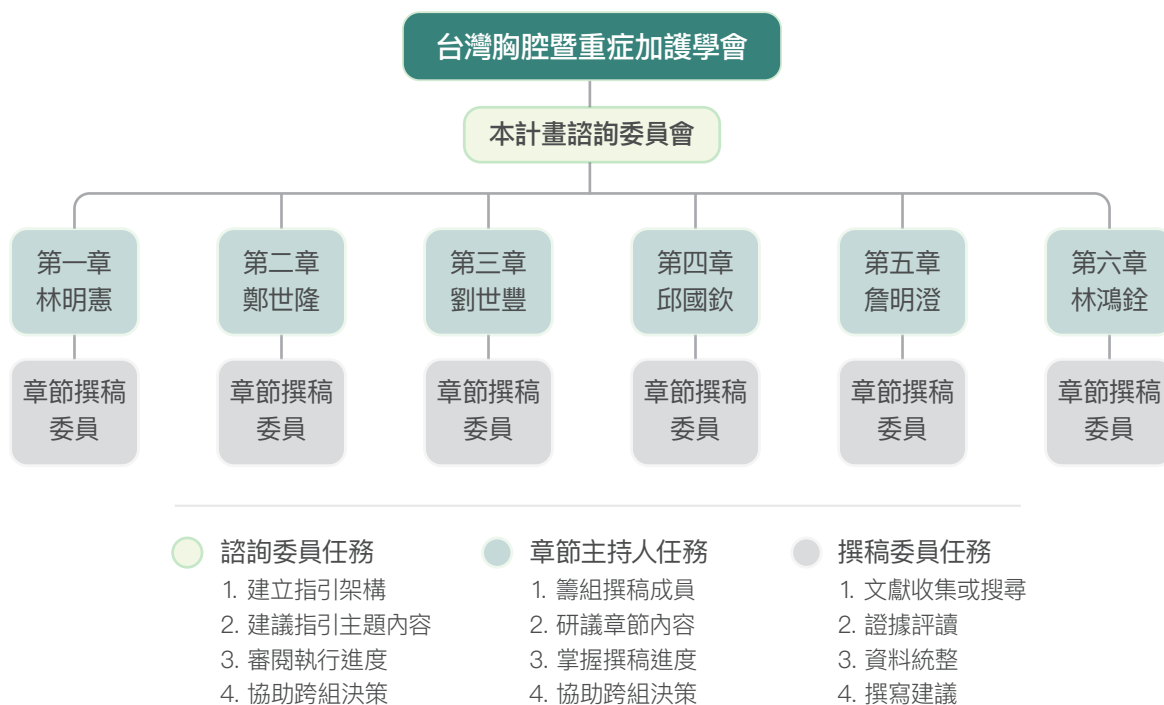 台灣胸腔暨重症加護學會
本計畫諮詢委員會
第一章
林明憲
第二章
鄭世隆
第三章
劉世豐
第四章
邱國欽
第五章
詹明澄
第六章
林鴻銓
章節撰稿
委員
章節撰稿
委員
章節撰稿
委員
章節撰稿
委員
章節撰稿
委員
章節撰稿
委員
諮詢委員任務
1. 建立指引架構
2. 建議指引主題內容
3. 審閱執行進度
4. 協助跨組決策
章節主持人任務
1. 籌組撰稿成員
2. 研議章節內容
3. 掌握撰稿進度
4. 協助跨組決策
撰稿委員任務
1. 文獻收集或搜尋
2. 證據評讀
3. 資料統整
4. 撰寫建議